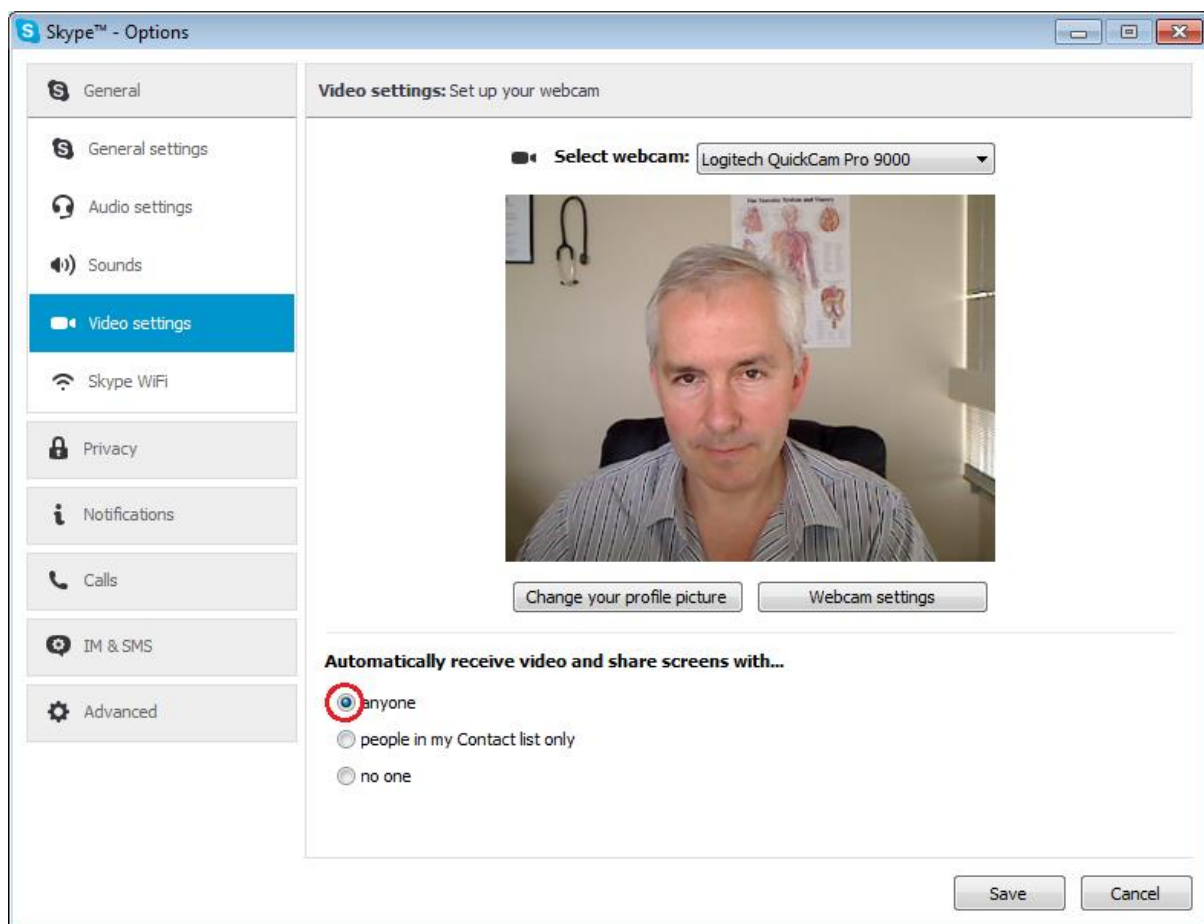 Skype™ - Options
General
General settings
Audio settings
Sounds
Video settings
Skype WiFi
Privacy
Notifications
Calls
IM & SMS
Advanced
Video settings: Set up your webcam
Select webcam: Logitech QuickCam Pro 9000
Change your profile picture
Webcam settings
Automatically receive video and share screens with...
anyone
people in my Contact list only
no one
Save
Cancel